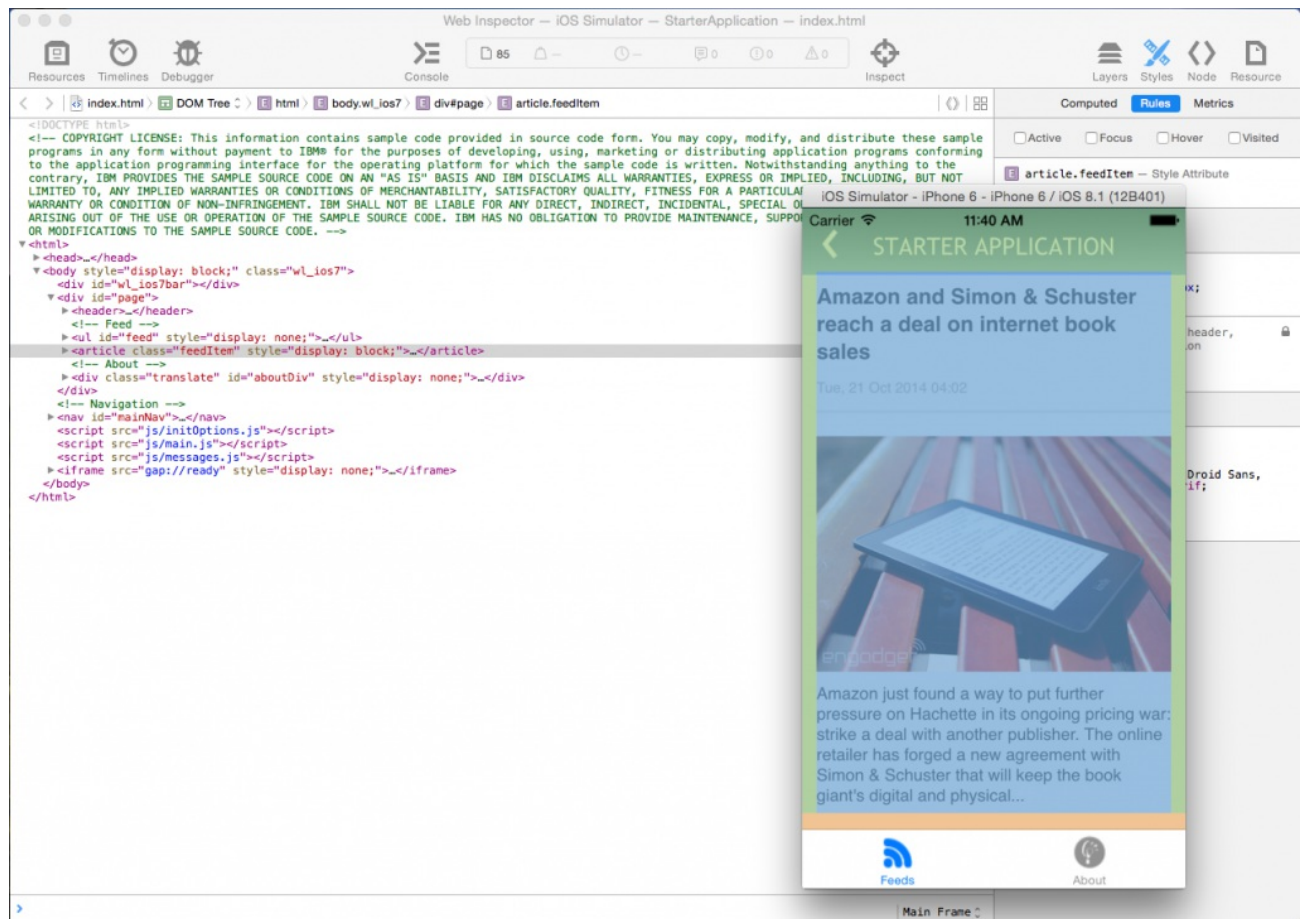 Web Inspector — iOS Simulator — StarterApplication — index.html
Resources Timelines Debugger Console 85 – – 0 0 0 Inspect Layers Styles Node Resource
index.html DOM Tree html body.wl_ios7 div#page article.feedItem Computed Rules Metrics
<!DOCTYPE html>
<!-- COPYRIGHT LICENSE: This information contains sample code provided in source code form. You may copy, modify, and distribute these sample
programs in any form without payment to IBM® for the purposes of developing, using, marketing or distributing application programs conforming
to the application programming interface for the operating platform for which the sample code is written. Notwithstanding anything to the
contrary, IBM PROVIDES THE SAMPLE SOURCE CODE ON AN "AS IS" BASIS AND IBM DISCLAIMS ALL WARRANTIES, EXPRESS OR IMPLIED, INCLUDING, BUT NOT
LIMITED TO, ANY IMPLIED WARRANTIES OR CONDITIONS OF MERCHANTABILITY, SATISFACTORY QUALITY, FITNESS FOR A PARTICULA
WARRANTY OR CONDITION OF NON-INFRINGEMENT. IBM SHALL NOT BE LIABLE FOR ANY DIRECT, INDIRECT, INCIDENTAL, SPECIAL O
ARISING OUT OF THE USE OR OPERATION OF THE SAMPLE SOURCE CODE. IBM HAS NO OBLIGATION TO PROVIDE MAINTENANCE, SUPPO
OR MODIFICATIONS TO THE SAMPLE SOURCE CODE. -->
<html>
<head>…</head>
<body style="display: block;" class="wl_ios7">
<div id="wl_ios7bar"></div>
<div id="page">
<header>…</header>
<!-- Feed -->
<ul id="feed" style="display: none;">…</ul>
<article class="feedItem" style="display: block;">…</article>
<!-- About -->
<div class="translate" id="aboutDiv" style="display: none;">…</div>
</div>
<!-- Navigation -->
<nav id="mainNav">…</nav>
<script src="js/initOptions.js"></script>
<script src="js/main.js"></script>
<script src="js/messages.js"></script>
<iframe src="gap://ready" style="display: none;">…</iframe>
</body>
</html>
Active Focus Hover Visited
E article.feedItem — Style Attribute
x;
header,
on
Droid Sans,
if;
iOS Simulator - iPhone 6 - iPhone 6 / iOS 8.1 (12B401)
Carrier 11:40 AM
STARTER APPLICATION
Amazon and Simon & Schuster
reach a deal on internet book
sales
Tue, 21 Oct 2014 04:02
engadget
Amazon just found a way to put further
pressure on Hachette in its ongoing pricing war:
strike a deal with another publisher. The online
retailer has forged a new agreement with
Simon & Schuster that will keep the book
giant's digital and physical...
Feeds About
Main Frame